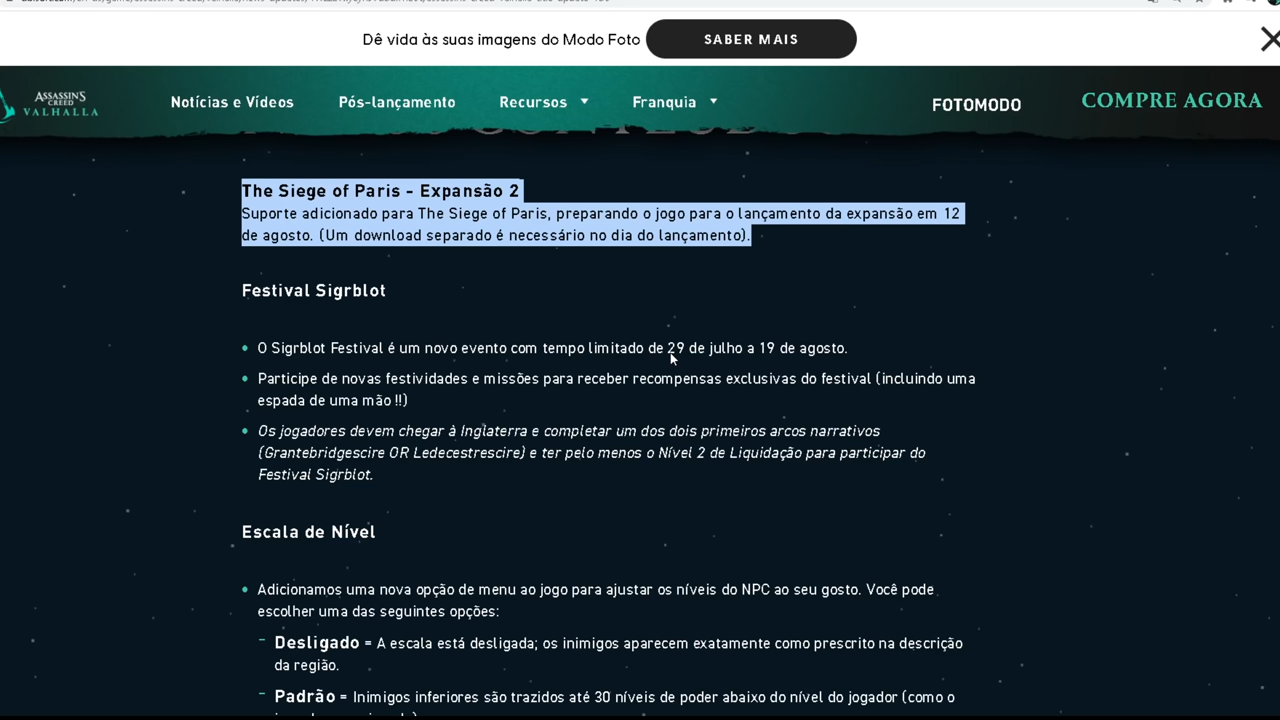 Dê vida às suas imagens do Modo Foto
SABER MAIS
ASSASSIN'S
CREED
VALHALLA
Notícias e Vídeos
Pós-lançamento
Recursos
Franquia
FOTOMODO
COMPRE AGORA
The Siege of Paris - Expansão 2
Suporte adicionado para The Siege of Paris, preparando o jogo para o lançamento da expansão em 12
de agosto. (Um download separado é necessário no dia do lançamento).
Festival Sigrblot
• O Sigrblot Festival é um novo evento com tempo limitado de 29 de julho a 19 de agosto.
• Participe de novas festividades e missões para receber recompensas exclusivas do festival (incluindo uma
espada de uma mão !!)
• Os jogadores devem chegar à Inglaterra e completar um dos dois primeiros arcos narrativos
(Grantebridgescire OR Ledecestrescire) e ter pelo menos o Nível 2 de Liquidação para participar do
Festival Sigrblot.
Escala de Nível
• Adicionamos uma nova opção de menu ao jogo para ajustar os níveis do NPC ao seu gosto. Você pode
escolher uma das seguintes opções:
– Desligado = A escala está desligada; os inimigos aparecem exatamente como prescrito na descrição
da região.
– Padrão = Inimigos inferiores são trazidos até 30 níveis de poder abaixo do nível do jogador (como o